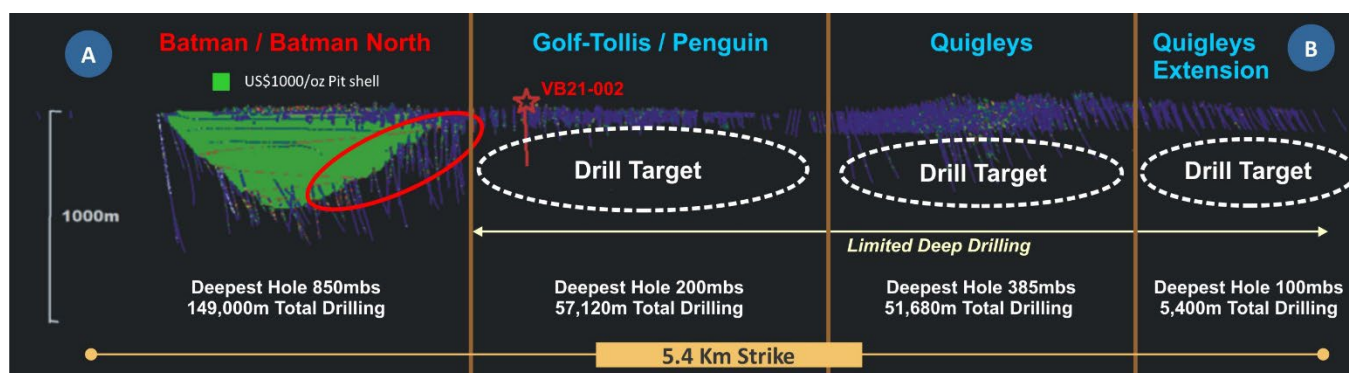 A
Batman / Batman North
US$1000/oz Pit shell
Golf-Tollis / Penguin
VB21-002
Quigleys
Quigleys
Extension
B
1000m
Drill Target
Drill Target
Drill Target
Limited Deep Drilling
Deepest Hole 850mbs
149,000m Total Drilling
Deepest Hole 200mbs
57,120m Total Drilling
Deepest Hole 385mbs
51,680m Total Drilling
Deepest Hole 100mbs
5,400m Total Drilling
5.4 Km Strike